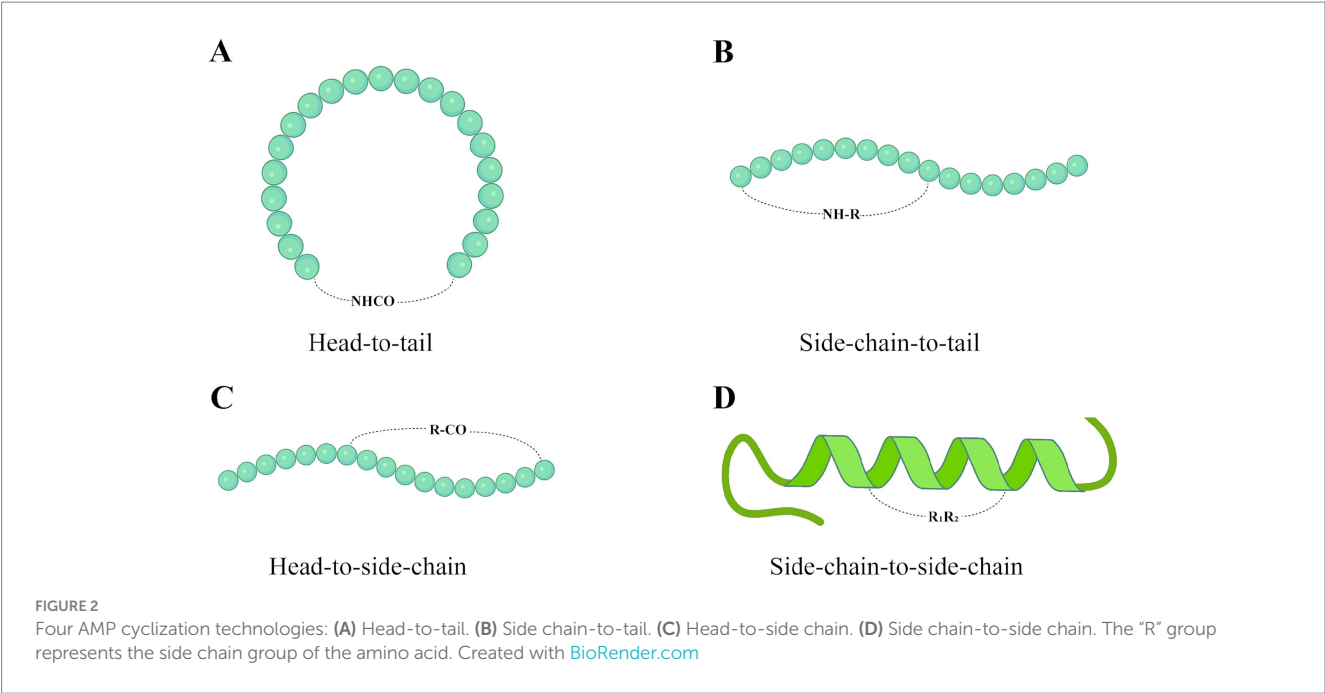 A
B
NHCO
NH-R
Head-to-tail
Side-chain-to-tail
C
D
R-CO
R₁R₂
Head-to-side-chain
Side-chain-to-side-chain
FIGURE 2
Four AMP cyclization technologies: (A) Head-to-tail. (B) Side chain-to-tail. (C) Head-to-side chain. (D) Side chain-to-side chain. The “R” group
represents the side chain group of the amino acid. Created with BioRender.com